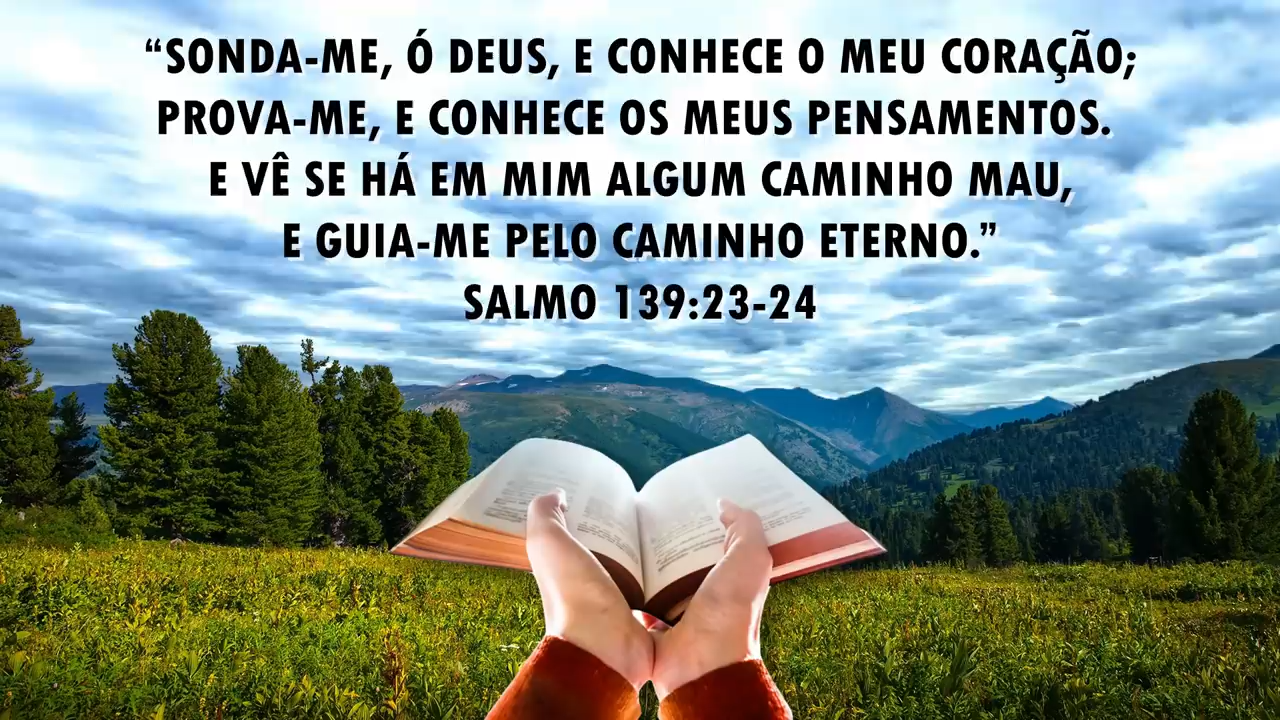 “SONDA-ME, Ó DEUS, E CONHECE O MEU CORAÇÃO;
PROVA-ME, E CONHECE OS MEUS PENSAMENTOS.
E VÊ SE HÁ EM MIM ALGUM CAMINHO MAU,
E GUIA-ME PELO CAMINHO ETERNO.”
SALMO 139:23-24